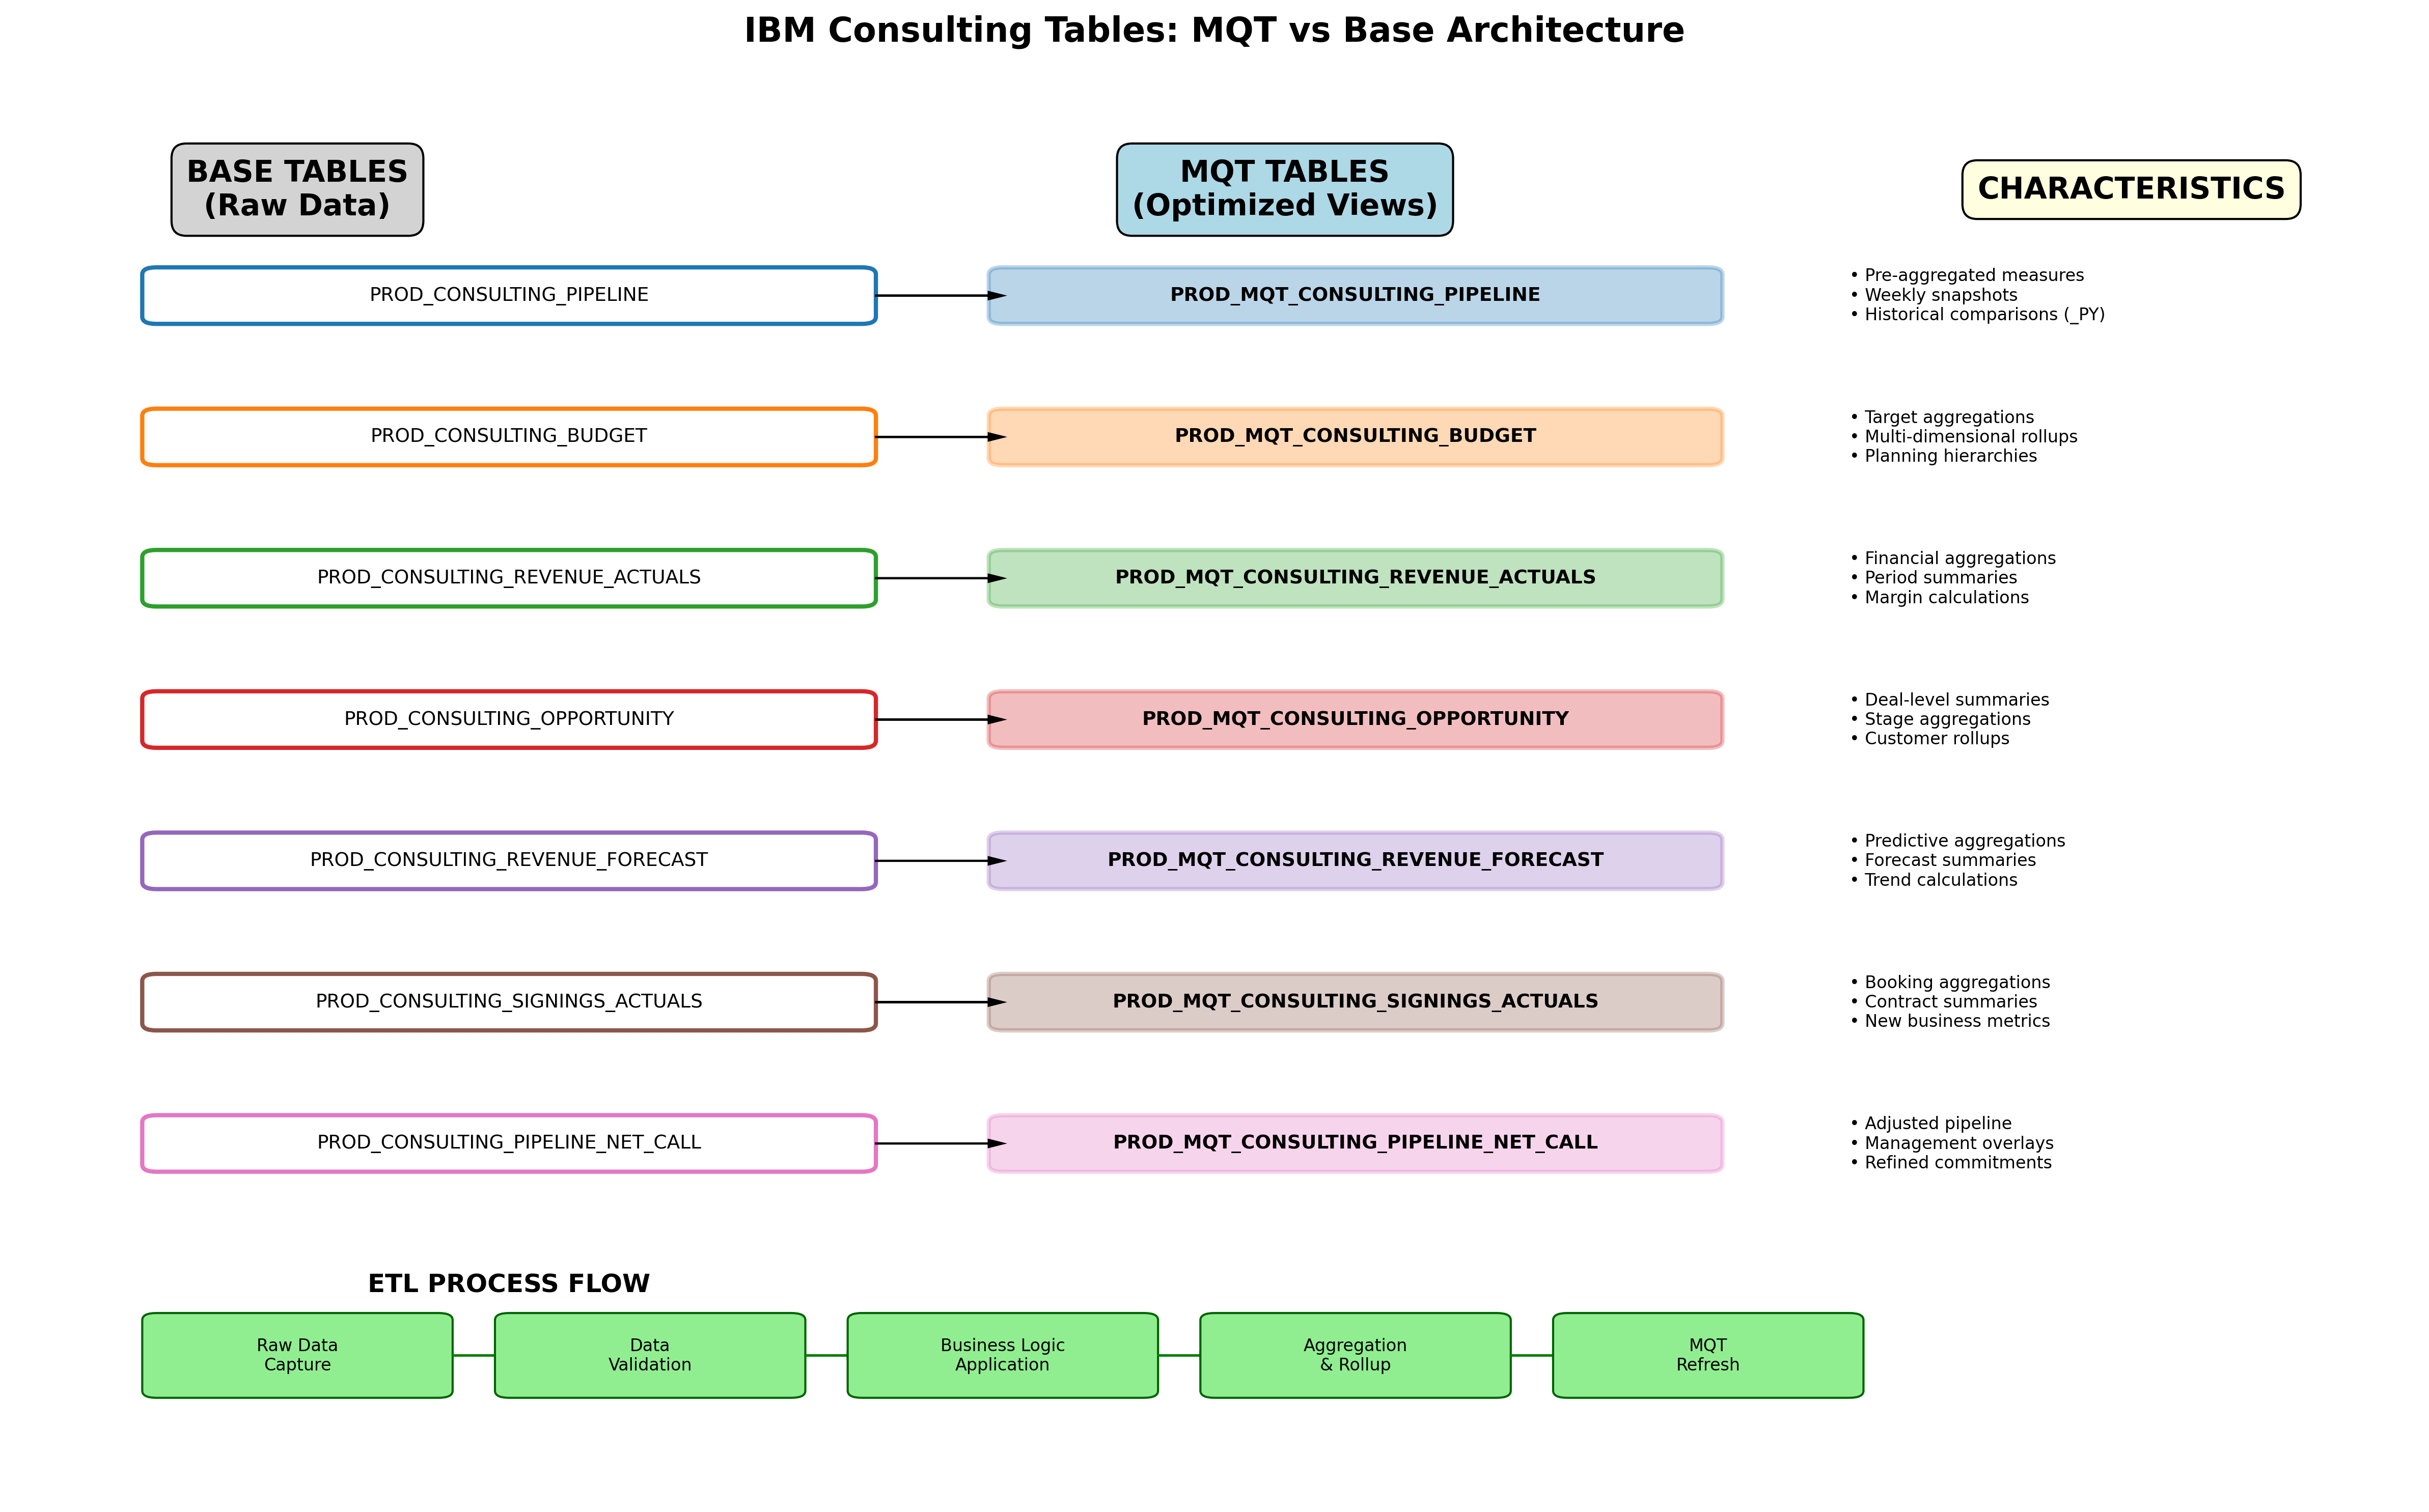 IBM Consulting Tables: MQT vs Base Architecture
BASE TABLES
(Raw Data)
MQT TABLES
(Optimized Views)
CHARACTERISTICS
PROD_CONSULTING_PIPELINE
PROD_MQT_CONSULTING_PIPELINE
• Pre-aggregated measures
• Weekly snapshots
• Historical comparisons (_PY)
PROD_CONSULTING_BUDGET
PROD_MQT_CONSULTING_BUDGET
• Target aggregations
• Multi-dimensional rollups
• Planning hierarchies
PROD_CONSULTING_REVENUE_ACTUALS
PROD_MQT_CONSULTING_REVENUE_ACTUALS
• Financial aggregations
• Period summaries
• Margin calculations
PROD_CONSULTING_OPPORTUNITY
PROD_MQT_CONSULTING_OPPORTUNITY
• Deal-level summaries
• Stage aggregations
• Customer rollups
PROD_CONSULTING_REVENUE_FORECAST
PROD_MQT_CONSULTING_REVENUE_FORECAST
• Predictive aggregations
• Forecast summaries
• Trend calculations
PROD_CONSULTING_SIGNINGS_ACTUALS
PROD_MQT_CONSULTING_SIGNINGS_ACTUALS
• Booking aggregations
• Contract summaries
• New business metrics
PROD_CONSULTING_PIPELINE_NET_CALL
PROD_MQT_CONSULTING_PIPELINE_NET_CALL
• Adjusted pipeline
• Management overlays
• Refined commitments
ETL PROCESS FLOW
Raw Data
Capture
Data
Validation
Business Logic
Application
Aggregation
& Rollup
MQT
Refresh